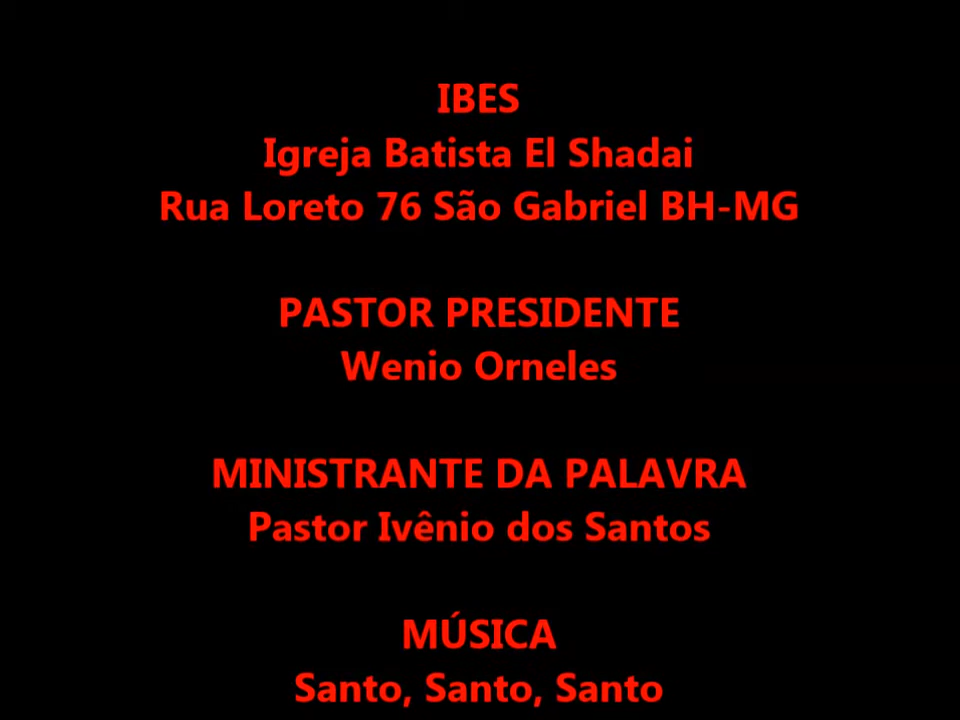 IBES
Igreja Batista El Shadai
Rua Loreto 76 São Gabriel BH-MG
PASTOR PRESIDENTE
Wenio Orneles
MINISTRANTE DA PALAVRA
Pastor Ivênio dos Santos
MÚSICA
Santo, Santo, Santo